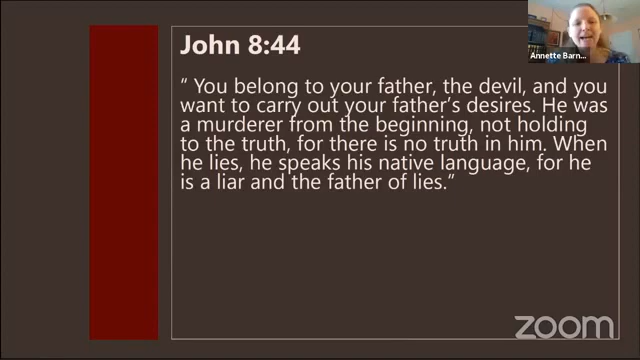 John 8:44
“ You belong to your father, the devil, and you
want to carry out your father’s desires. He was
a murderer from the beginning, not holding
to the truth, for there is no truth in him. When
he lies, he speaks his native language, for he
is a liar and the father of lies.”
Annette Barn...
zoom